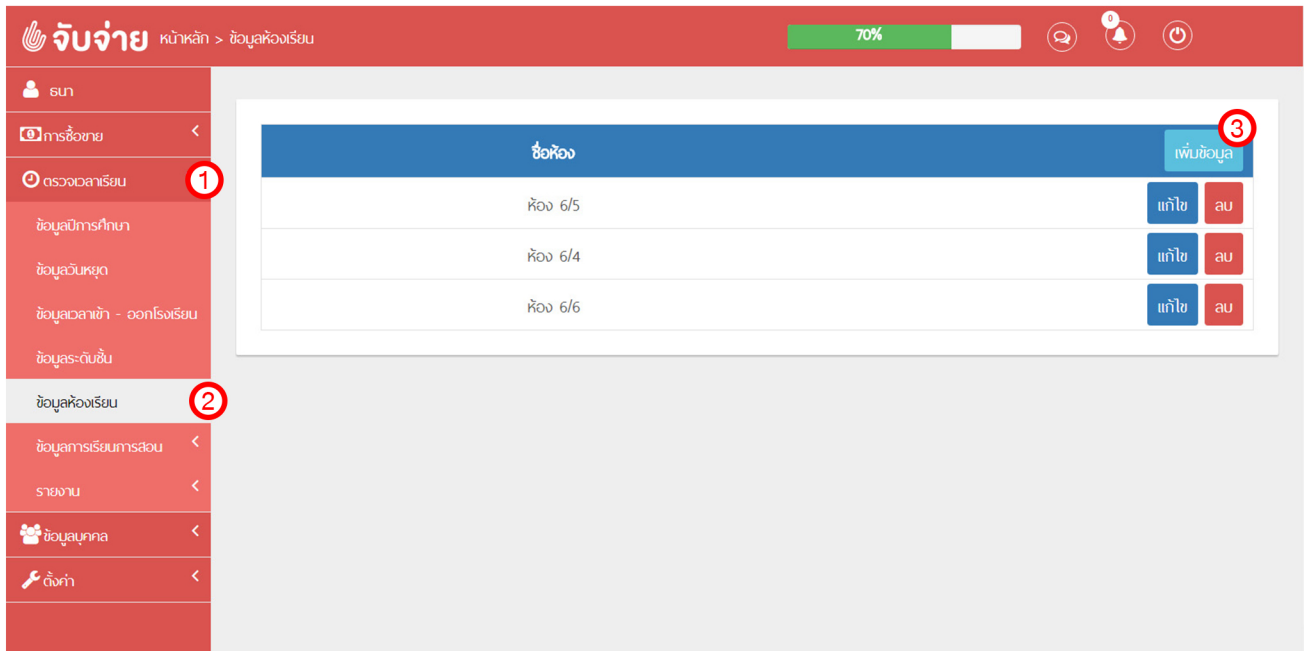 จับจ่าย หน้าหลัก > ข้อมูลห้องเรียน 70% 0
ธนา
การซื้อขาย
ตรวจเวลาเรียน 1
ข้อมูลปีการศึกษา
ข้อมูลวันหยุด
ข้อมูลเวลาเข้า - ออกโรงเรียน
ข้อมูลระดับชั้น
ข้อมูลห้องเรียน 2
ข้อมูลการเรียนการสอน
รายงาน
ข้อมูลบุคคล
ตั้งค่า
3
ชื่อห้อง เพิ่มข้อมูล
ห้อง 6/5 แก้ไข ลบ
ห้อง 6/4 แก้ไข ลบ
ห้อง 6/6 แก้ไข ลบ